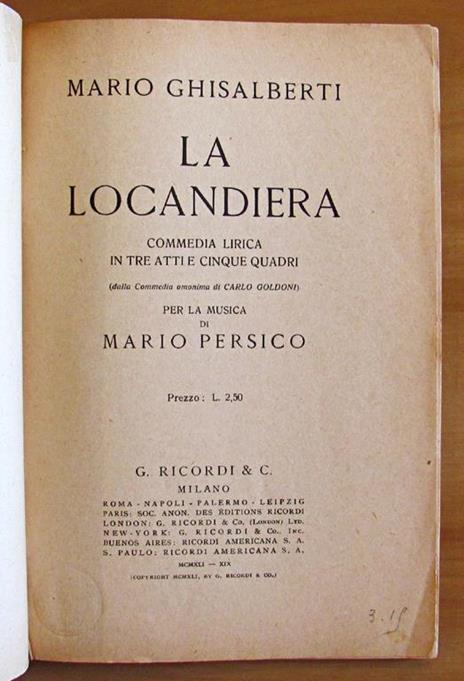 MARIO GHISALBERTI
LA
LOCANDIERA
COMMEDIA LIRICA
IN TRE ATTI E CINQUE QUADRI
(dalla Commedia omonima di CARLO GOLDONI)
PER LA MUSICA
DI
MARIO PERSICO
Prezzo: L. 2,50
G. RICORDI & C.
MILANO
ROMA - NAPOLI - PALERMO - LEIPZIG
PARIS: SOC. ANON. DES ÉDITIONS RICORDI
LONDON: G. RICORDI & Co. (LONDON) LTD.
NEW-YORK: G. RICORDI & Co., INC.
BUENOS AIRES: RICORDI AMERICANA S. A.
S. PAULO: RICORDI AMERICANA S. A.
MCMXLI — XIX
(COPYRIGHT MCMXLI, BY G. RICORDI & Co.)